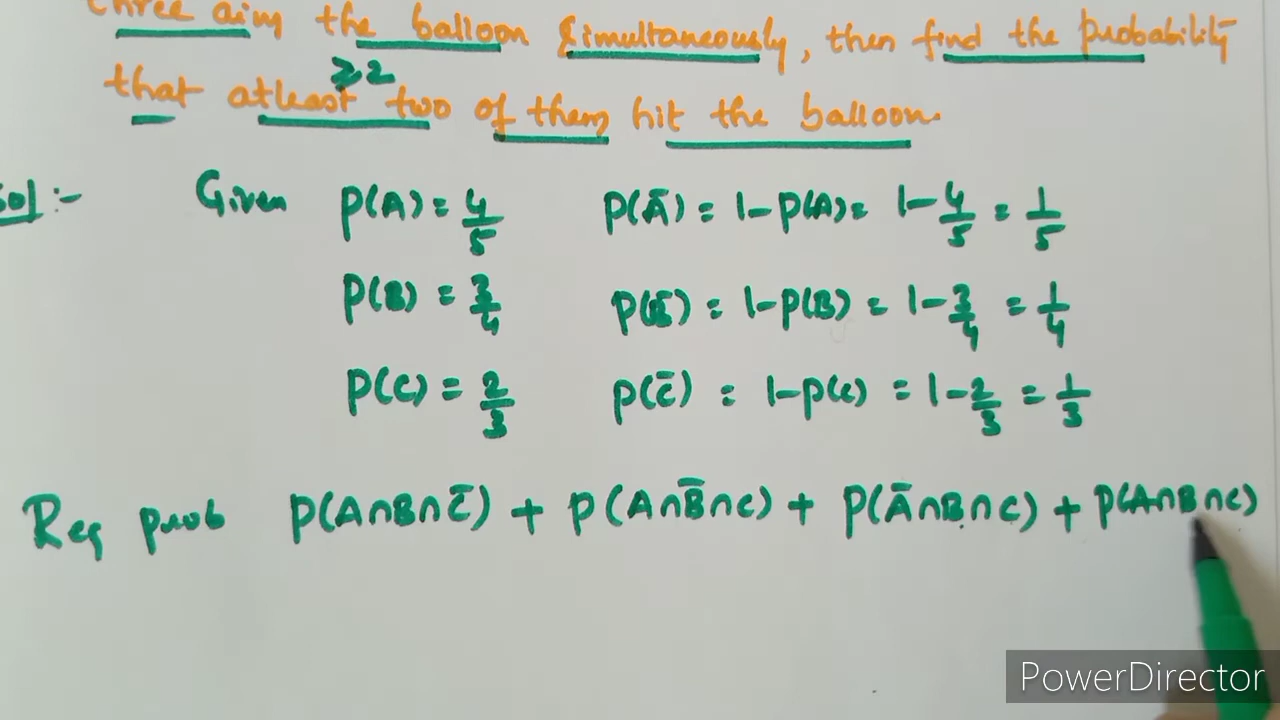 three aim the balloon simultaneously, then find the probability
≥2
that atleast two of them hit the balloon.
Sol :- Given P(A) = 4/5 P(Ā) = 1-P(A) = 1-4/5 = 1/5
P(B) = 3/4 P(B̄) = 1-P(B) = 1-3/4 = 1/4
P(C) = 2/3 P(C̄) = 1-P(C) = 1-2/3 = 1/3
Req prob P(A∩B∩C̄) + P(A∩B̄∩C) + P(Ā∩B∩C) + P(A∩B∩C)
PowerDirector